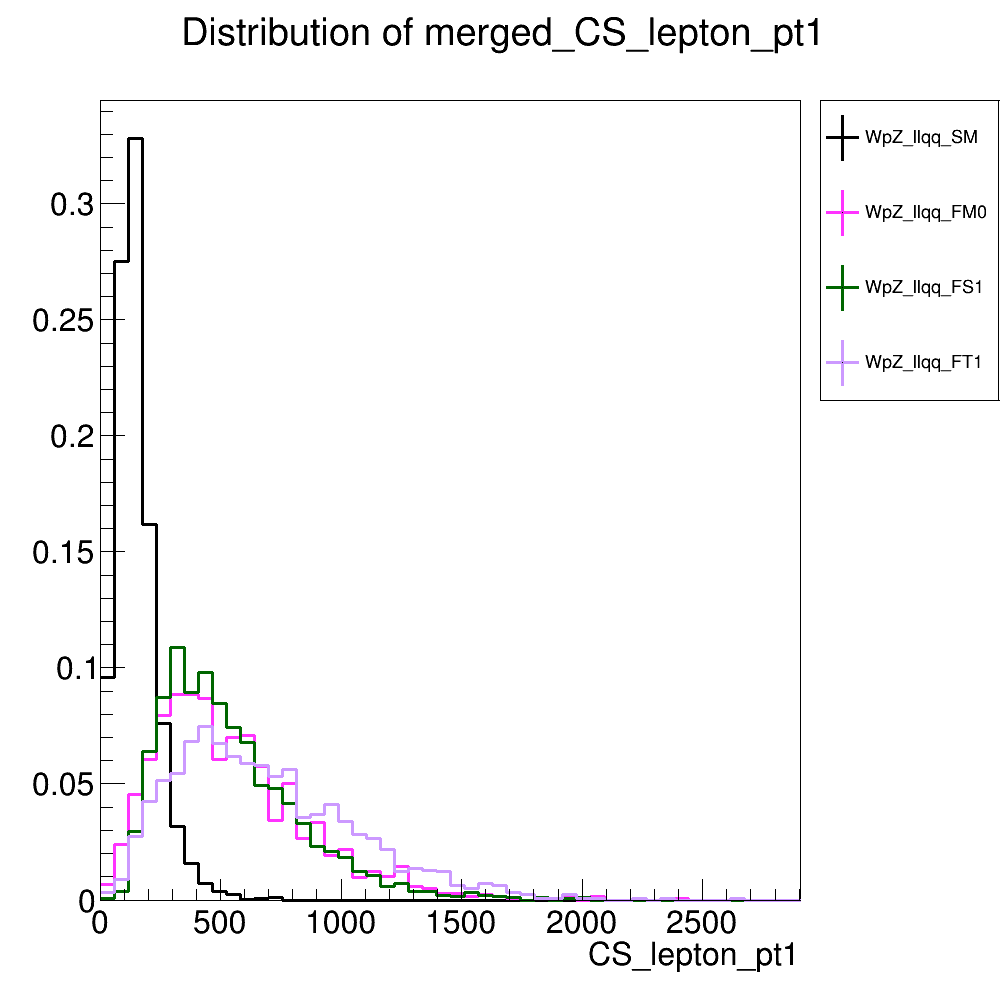 Distribution of merged_CS_lepton_pt1
0.3
0.25
0.2
0.15
0.1
0.05
0
0 500 1000 1500 2000 2500
CS_lepton_pt1
WpZ_llqq_SM
WpZ_llqq_FM0
WpZ_llqq_FS1
WpZ_llqq_FT1